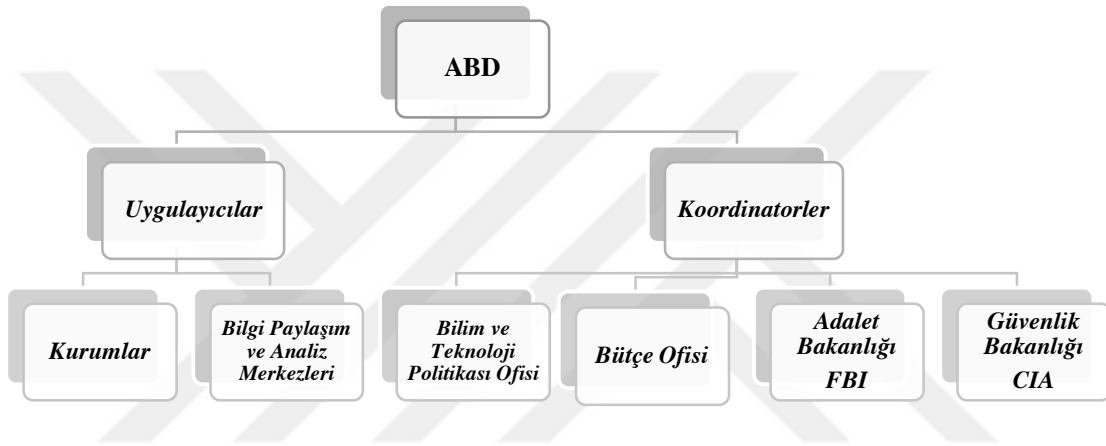 ABD
Uygulayıcılar
Koordinatorler
Kurumlar
Bilgi Paylaşım
ve Analiz
Merkezleri
Bilim ve
Teknoloji
Politikası Ofisi
Bütçe Ofisi
Adalet
Bakanlığı
FBI
Güvenlik
Bakanlığı
CIA